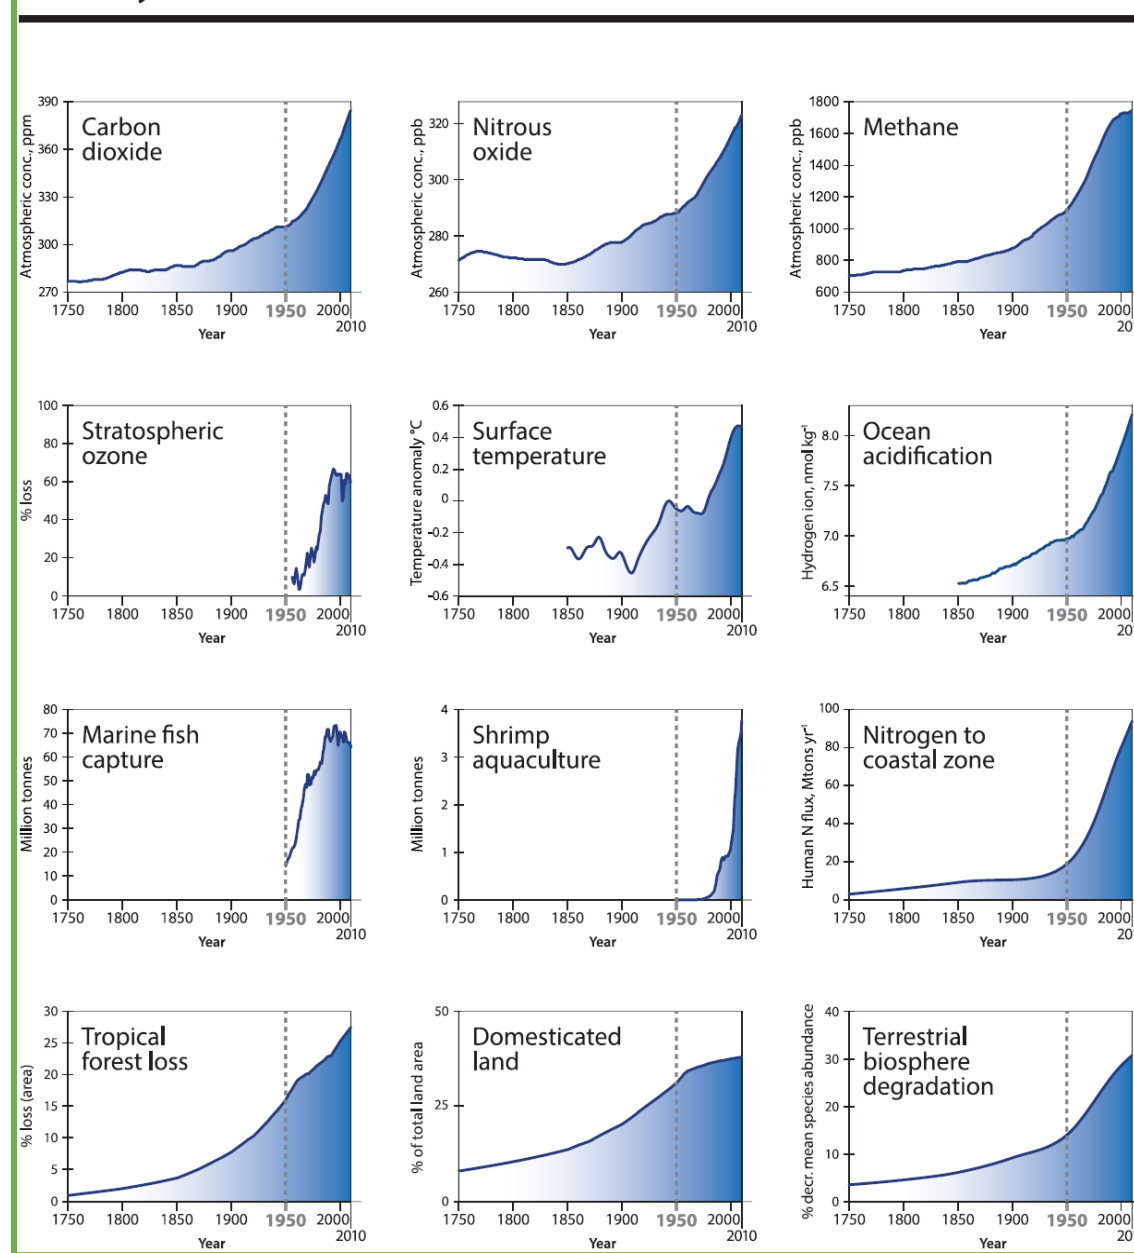 Carbon
dioxide
Atmospheric conc., ppm
390
360
330
300
270
1750 1800 1850 1900 1950 2000
2010
Year
Nitrous
oxide
Atmospheric conc., ppb
320
300
280
260
1750 1800 1850 1900 1950 2000
2010
Year
Methane
Atmospheric conc., ppb
1800
1600
1400
1200
1000
800
600
1750 1800 1850 1900 1950 2000
20
Year
Stratospheric
ozone
% loss
100
80
60
40
20
0
1750 1800 1850 1900 1950 2000
2010
Year
Surface
temperature
Temperature anomaly °C
0.6
0.4
0.2
0
-0.2
-0.4
-0.6
1750 1800 1850 1900 1950 2000
2010
Year
Ocean
acidification
Hydrogen ion, nmol kg⁻¹
8.0
7.5
7.0
6.5
1750 1800 1850 1900 1950 2000
20
Year
Marine fish
capture
Million tonnes
80
70
60
50
40
30
20
10
0
1750 1800 1850 1900 1950 2000
2010
Year
Shrimp
aquaculture
Million tonnes
4
3
2
1
0
1750 1800 1850 1900 1950 2000
2010
Year
Nitrogen to
coastal zone
Human N flux, Mtons yr⁻¹
100
80
60
40
20
0
1750 1800 1850 1900 1950 2000
20
Year
Tropical
forest loss
% loss (area)
30
25
20
15
10
5
0
1750 1800 1850 1900 1950 2000
2010
Year
Domesticated
land
% of total land area
50
25
0
1750 1800 1850 1900 1950 2000
2010
Year
Terrestrial
biosphere
degradation
% decr. mean species abundance
40
30
20
10
0
1750 1800 1850 1900 1950 2000
20
Year